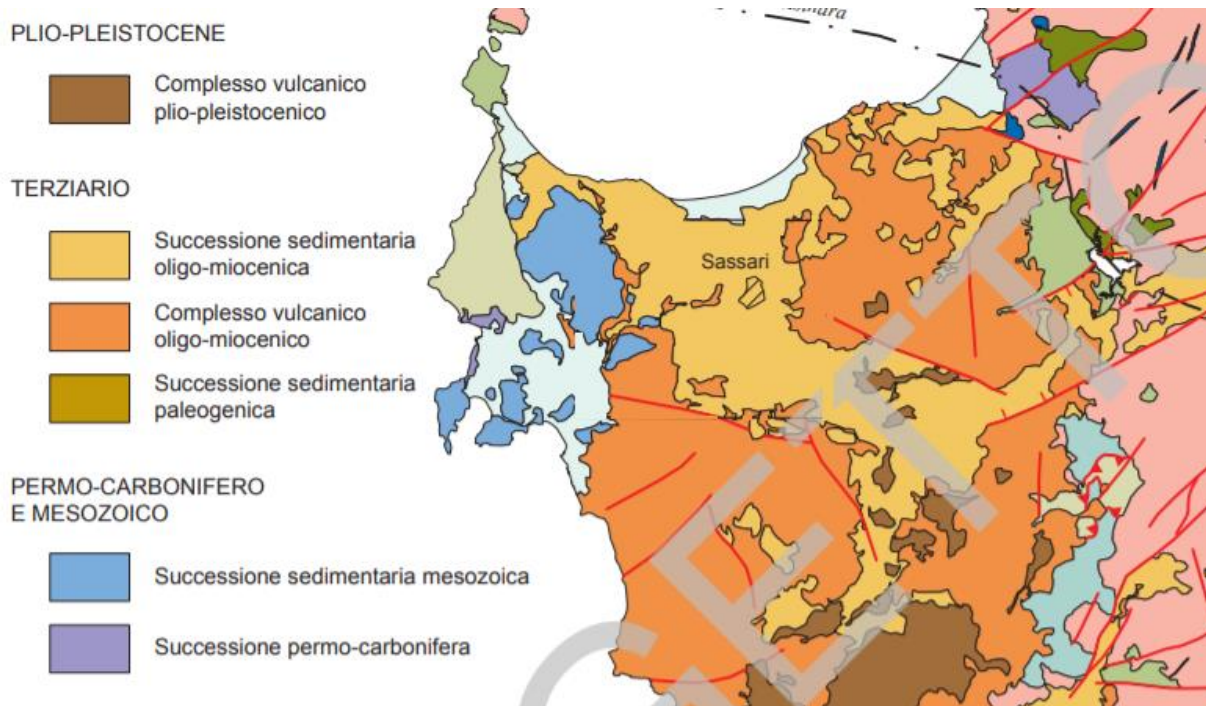 PLIO-PLEISTOCENE
Complesso vulcanico
plio-pleistocenico
TERZIARIO
Successione sedimentaria
oligo-miocenica
Complesso vulcanico
oligo-miocenico
Successione sedimentaria
paleogenica
PERMO-CARBONIFERO
E MESOZOICO
Successione sedimentaria mesozoica
Successione permo-carbonifera
Sassari